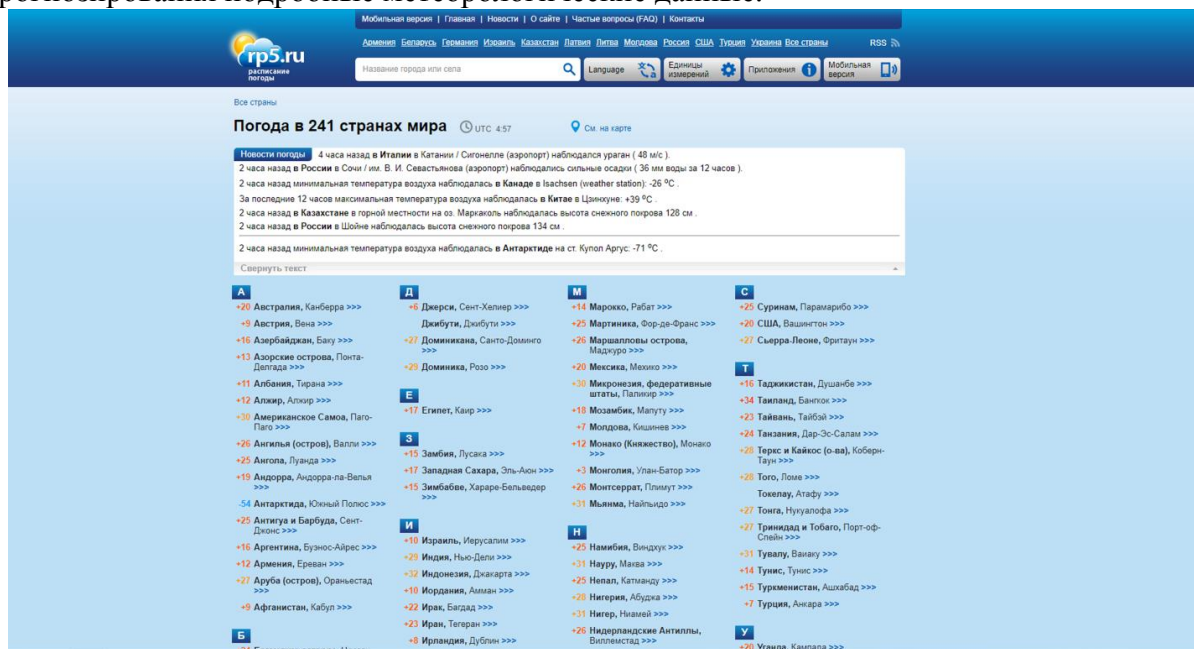 рогнозирования подробные метеорологические данные.
Мобильная версия | Главная | Новости | О сайте | Частые вопросы (FAQ) | Контакты
Армения Беларусь Германия Израиль Казахстан Латвия Литва Молдова Россия США Турция Украина Все страны RSS
rp5.ru
расписание
погоды
Название города или села
Language
Единицы
измерений
Приложения
Мобильная
версия
Все страны
Погода в 241 странах мира UTC 4:57 См. на карте
Новости погоды 4 часа назад в Италии в Катании / Сигонелле (аэропорт) наблюдался ураган ( 48 м/с ).
2 часа назад в России в Сочи / им. В. И. Севастьянова (аэропорт) наблюдались сильные осадки ( 36 мм воды за 12 часов ).
2 часа назад минимальная температура воздуха наблюдалась в Канаде в Isachsen (weather station): -26 °C .
За последние 12 часов максимальная температура воздуха наблюдалась в Китае в Цзинхуне: +39 °C .
2 часа назад в Казахстане в горной местности на оз. Маркаколь наблюдалась высота снежного покрова 128 см .
2 часа назад в России в Шойне наблюдалась высота снежного покрова 134 см .
2 часа назад минимальная температура воздуха наблюдалась в Антарктиде на ст. Купол Аргус: -71 °C .
Свернуть текст
А
+20 Австралия, Канберра >>>
+9 Австрия, Вена >>>
+16 Азербайджан, Баку >>>
+13 Азорские острова, Понта-
Делгада >>>
+11 Албания, Тирана >>>
+12 Алжир, Алжир >>>
+30 Американское Самоа, Паго-
Паго >>>
+26 Ангилья (остров), Валли >>>
+25 Ангола, Луанда >>>
+19 Андорра, Андорра-ла-Велья
>>>
-54 Антарктида, Южный Полюс >>>
+25 Антигуа и Барбуда, Сент-
Джонс >>>
+16 Аргентина, Буэнос-Айрес >>>
+12 Армения, Ереван >>>
+27 Аруба (остров), Ораньестад
>>>
+9 Афганистан, Кабул >>>
Б
Д
+6 Джерси, Сент-Хелиер >>>
Джибути, Джибути >>>
+27 Доминикана, Санто-Доминго
>>>
+29 Доминика, Розо >>>
Е
+17 Египет, Каир >>>
З
+15 Замбия, Лусака >>>
+17 Западная Сахара, Эль-Аюн >>>
+15 Зимбабве, Хараре-Бельведер
>>>
И
+10 Израиль, Иерусалим >>>
+29 Индия, Нью-Дели >>>
+32 Индонезия, Джакарта >>>
+10 Иордания, Амман >>>
+22 Ирак, Багдад >>>
+23 Иран, Тегеран >>>
+8 Ирландия, Дублин >>>
М
+14 Марокко, Рабат >>>
+25 Мартиника, Фор-де-Франс >>>
+26 Маршалловы острова,
Маджуро >>>
+20 Мексика, Мехико >>>
+30 Микронезия, федеративные
штаты, Паликир >>>
+18 Мозамбик, Мапуту >>>
+7 Молдова, Кишинев >>>
+12 Монако (Княжество), Монако
>>>
+3 Монголия, Улан-Батор >>>
+26 Монтсеррат, Плимут >>>
+31 Мьянма, Найпьидо >>>
Н
+25 Намибия, Виндхук >>>
+31 Науру, Маква >>>
+25 Непал, Катманду >>>
+28 Нигерия, Абуджа >>>
+31 Нигер, Ниамей >>>
+26 Нидерландские Антиллы,
Виллемстад >>>
С
+25 Суринам, Парамарибо >>>
+20 США, Вашингтон >>>
+27 Сьерра-Леоне, Фритаун >>>
Т
+16 Таджикистан, Душанбе >>>
+34 Таиланд, Бангкок >>>
+23 Тайвань, Тайбэй >>>
+24 Танзания, Дар-Эс-Салам >>>
+28 Теркс и Кайкос (о-ва), Коберн-
Таун >>>
+28 Того, Ломе >>>
Токелау, Атафу >>>
+27 Тонга, Нукуалофа >>>
+27 Тринидад и Тобаго, Порт-оф-
Спейн >>>
+31 Тувалу, Ваиаку >>>
+14 Тунис, Тунис >>>
+15 Туркменистан, Ашхабад >>>
+7 Турция, Анкара >>>
У
+20 Уганда, Кампала >>>